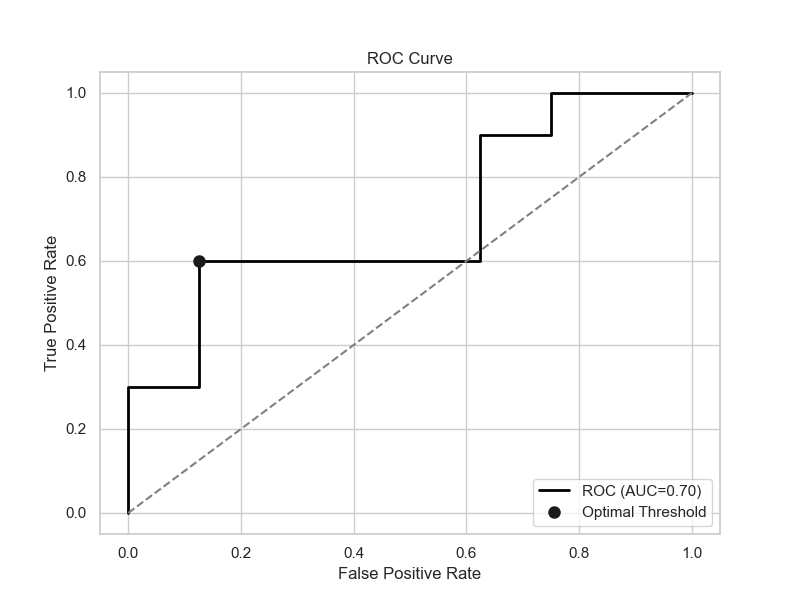 ROC Curve
True Positive Rate
1.0
0.8
0.6
0.4
0.2
0.0
0.0 0.2 0.4 0.6 0.8 1.0
False Positive Rate
ROC (AUC=0.70)
Optimal Threshold